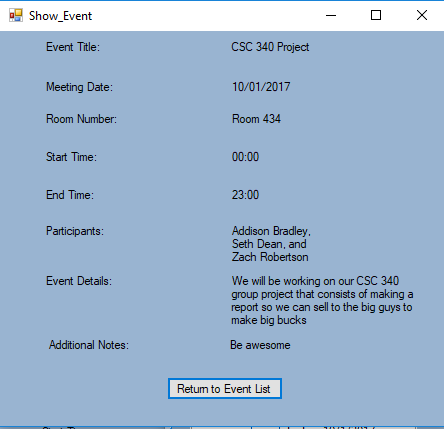 Show_Event
Event Title: CSC 340 Project
Meeting Date: 10/01/2017
Room Number: Room 434
Start Time: 00:00
End Time: 23:00
Participants: Addison Bradley,
Seth Dean, and
Zach Robertson
Event Details: We will be working on our CSC 340
group project that consists of making a
report so we can sell to the big guys to
make big bucks
Additional Notes: Be awesome
Return to Event List